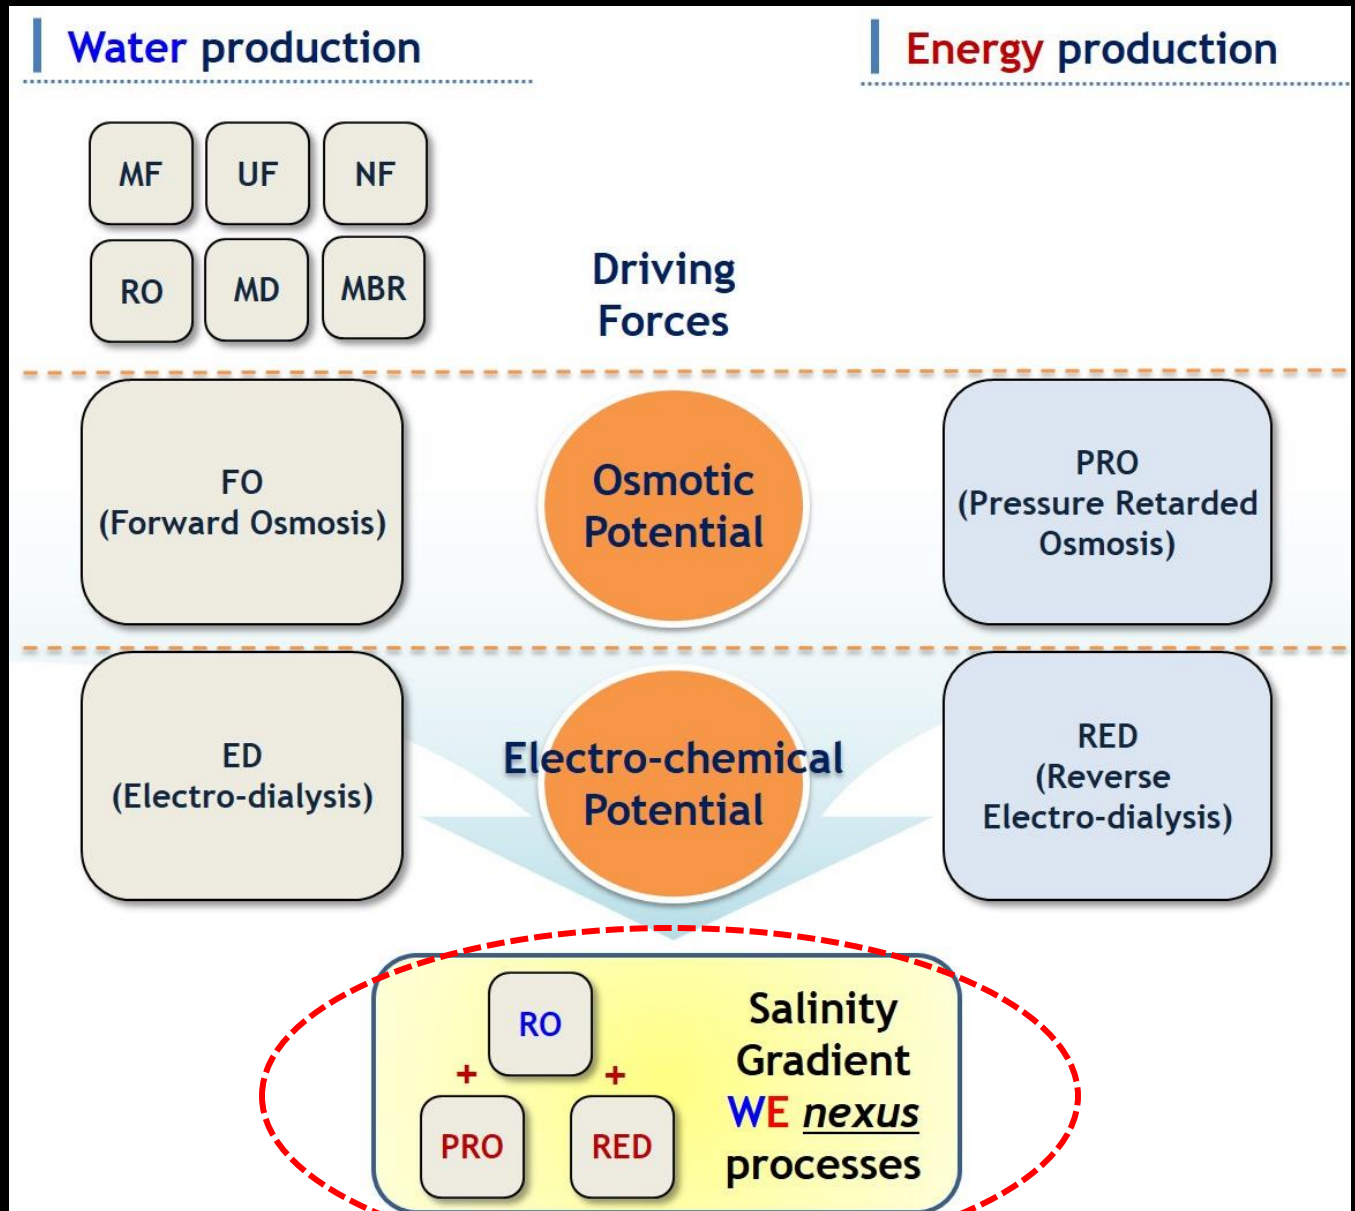 Water production
Energy production
MF
UF
NF
RO
MD
MBR
Driving
Forces
FO
(Forward Osmosis)
Osmotic
Potential
PRO
(Pressure Retarded
Osmosis)
ED
(Electro-dialysis)
Electro-chemical
Potential
RED
(Reverse
Electro-dialysis)
RO
+
+
PRO
RED
Salinity
Gradient
WE nexus
processes